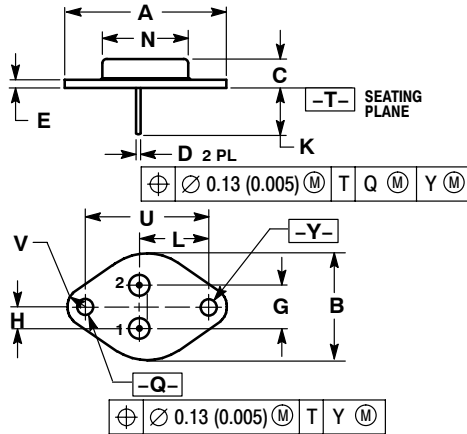 A
N
C
E
-T- SEATING
PLANE
K
D 2 PL
⌖ ∅ 0.13 (0.005) Ⓜ T Q Ⓜ Y Ⓜ
U
V
L
-Y-
2
H
G
B
1
-Q-
⌖ ∅ 0.13 (0.005) Ⓜ T Y Ⓜ